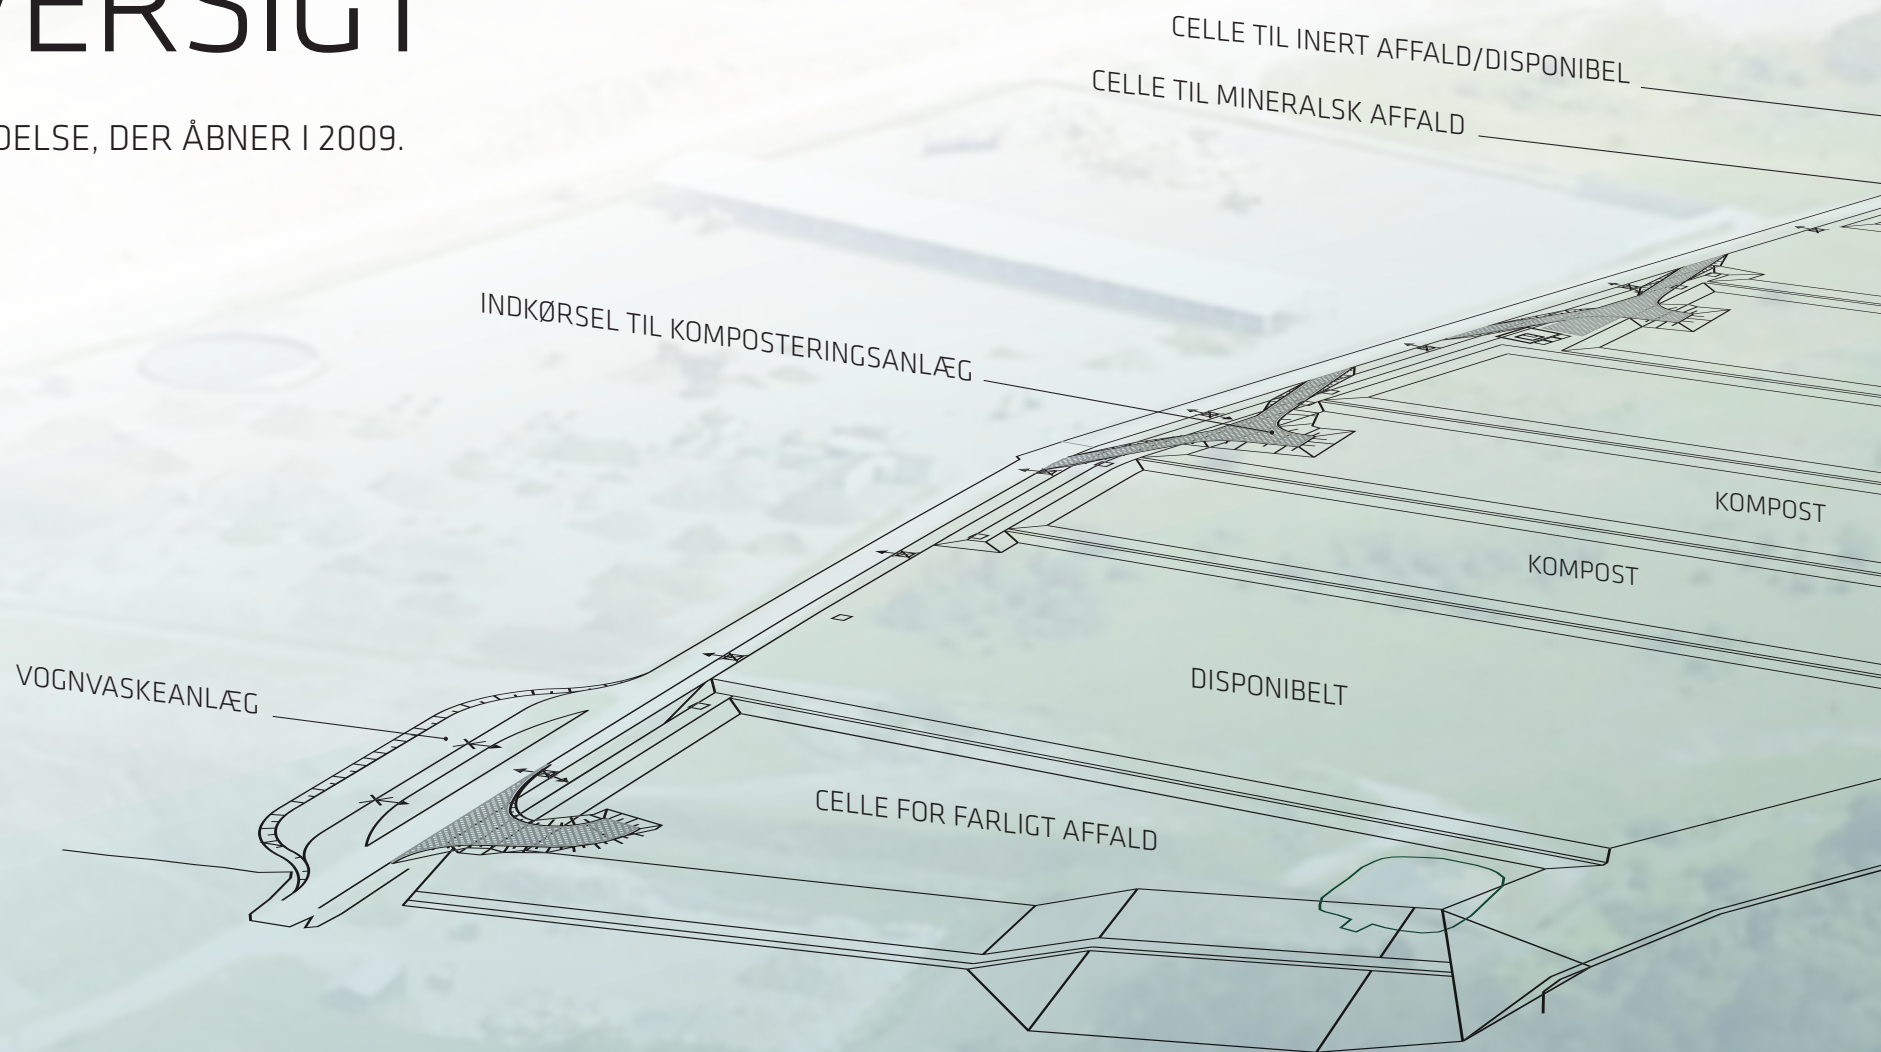 VERSIGT
DELSE, DER ÅBNER I 2009.
CELLE TIL INERT AFFALD/DISPONIBEL
CELLE TIL MINERALSK AFFALD
INDKØRSEL TIL KOMPOSTERINGSANLÆG
KOMPOST
KOMPOST
VOGNVASKEANLÆG
DISPONIBELT
CELLE FOR FARLIGT AFFALD